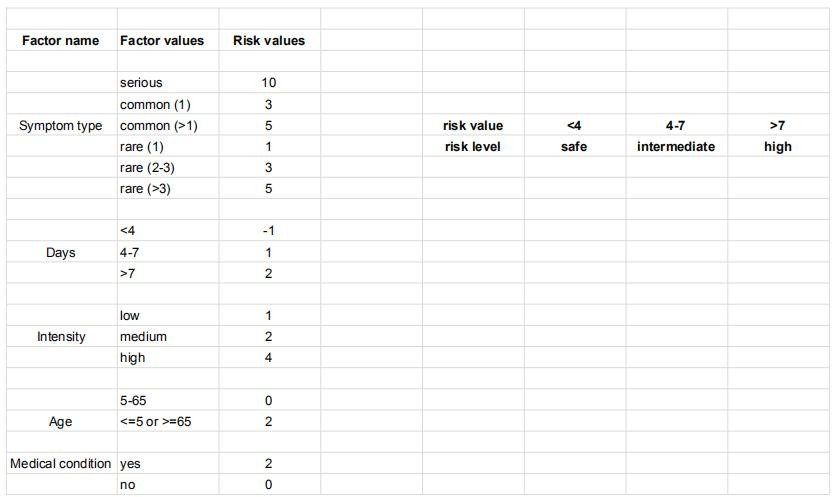 Factor name Factor values Risk values
serious 10
common (1) 3
Symptom type common (>1) 5 risk value <4 4-7 >7
rare (1) 1 risk level safe intermediate high
rare (2-3) 3
rare (>3) 5
<4 -1
Days 4-7 1
>7 2
low 1
Intensity medium 2
high 4
5-65 0
Age <=5 or >=65 2
Medical condition yes 2
no 0